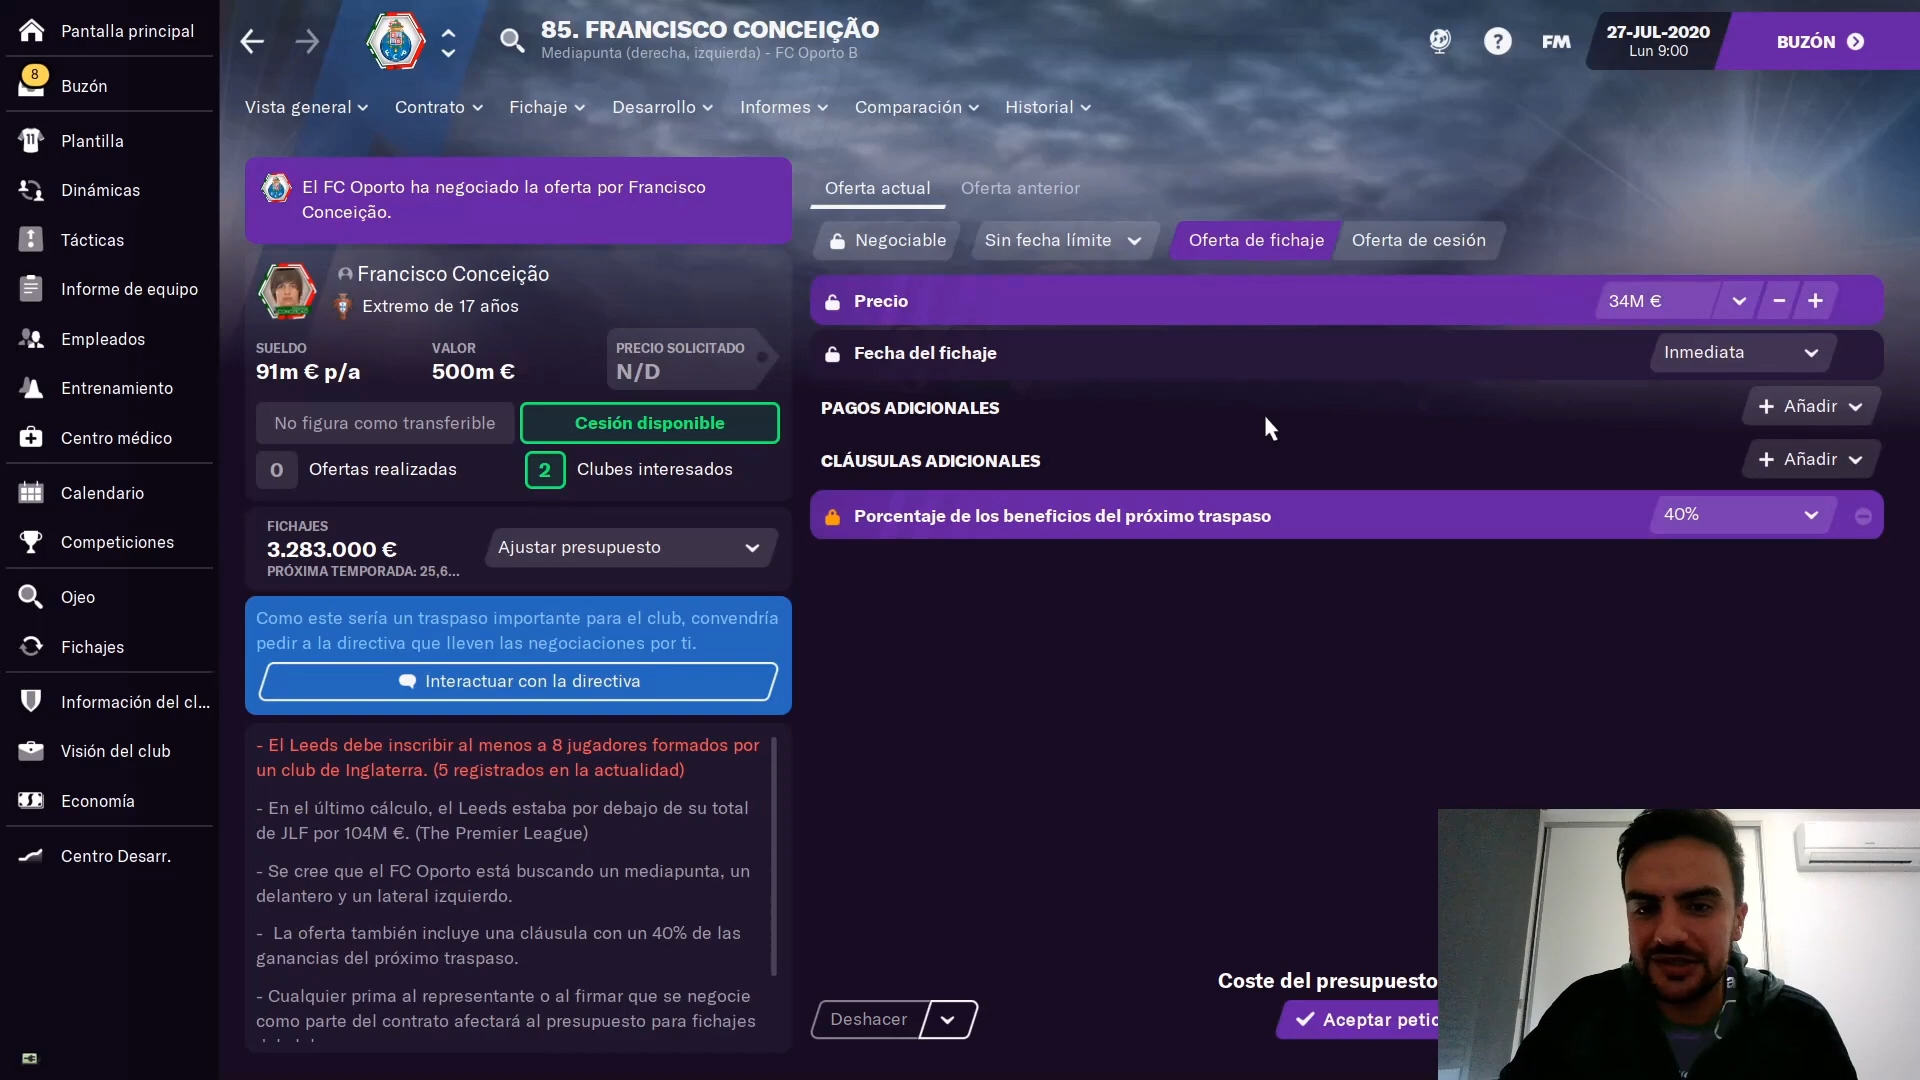 Pantalla principal
8
Buzón
Plantilla
Dinámicas
Tácticas
Informe de equipo
Empleados
Entrenamiento
Centro médico
Calendario
Competiciones
Ojeo
Fichajes
Información del cl...
Visión del club
Economía
Centro Desarr.
85. FRANCISCO CONCEIÇÃO
Mediapunta (derecha, izquierda) - FC Oporto B
?
FM
27-JUL-2020
Lun 9:00
BUZÓN
Vista general
Contrato
Fichaje
Desarrollo
Informes
Comparación
Historial
El FC Oporto ha negociado la oferta por Francisco
Conceição.
Francisco Conceição
Extremo de 17 años
SUELDO
91m € p/a
VALOR
500m €
PRECIO SOLICITADO
N/D
No figura como transferible
Cesión disponible
0 Ofertas realizadas
2 Clubes interesados
FICHAJES
3.283.000 €
PRÓXIMA TEMPORADA: 25,6...
Ajustar presupuesto
Como este sería un traspaso importante para el club, convendría
pedir a la directiva que lleven las negociaciones por ti.
Interactuar con la directiva
- El Leeds debe inscribir al menos a 8 jugadores formados por
un club de Inglaterra. (5 registrados en la actualidad)
- En el último cálculo, el Leeds estaba por debajo de su total
de JLF por 104M €. (The Premier League)
- Se cree que el FC Oporto está buscando un mediapunta, un
delantero y un lateral izquierdo.
- La oferta también incluye una cláusula con un 40% de las
ganancias del próximo traspaso.
- Cualquier prima al representante o al firmar que se negocie
como parte del contrato afectará al presupuesto para fichajes
Oferta actual
Oferta anterior
Negociable
Sin fecha límite
Oferta de fichaje
Oferta de cesión
Precio
34M €
Fecha del fichaje
Inmediata
PAGOS ADICIONALES
+ Añadir
CLÁUSULAS ADICIONALES
+ Añadir
Porcentaje de los beneficios del próximo traspaso
40%
Coste del presupuesto
Deshacer
Aceptar petic